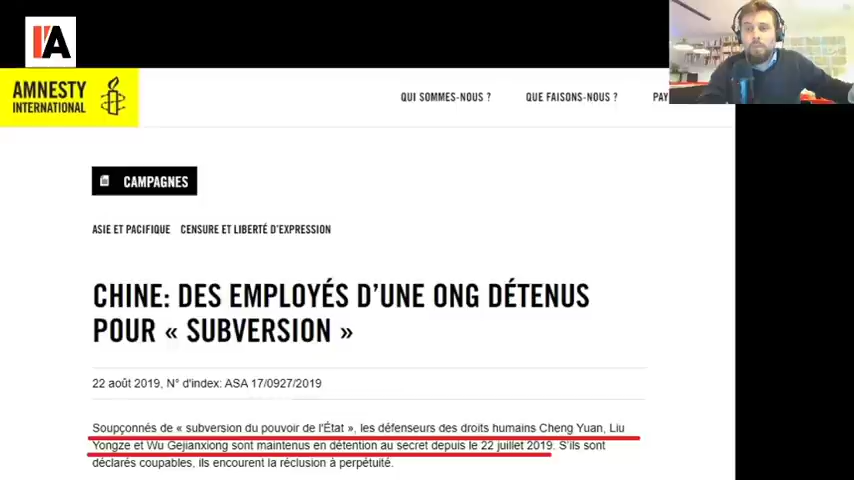 I'A
AMNESTY
INTERNATIONAL
QUI SOMMES-NOUS ?
QUE FAISONS-NOUS ?
PAY
CAMPAGNES
ASIE ET PACIFIQUE
CENSURE ET LIBERTÉ D'EXPRESSION
CHINE: DES EMPLOYÉS D'UNE ONG DÉTENUS
POUR « SUBVERSION »
22 août 2019, N° d'index: ASA 17/0927/2019
Soupçonnés de « subversion du pouvoir de l'État », les défenseurs des droits humains Cheng Yuan, Liu
Yongze et Wu Gejianxiong sont maintenus en détention au secret depuis le 22 juillet 2019. S'ils sont
déclarés coupables, ils encourent la réclusion à perpétuité.